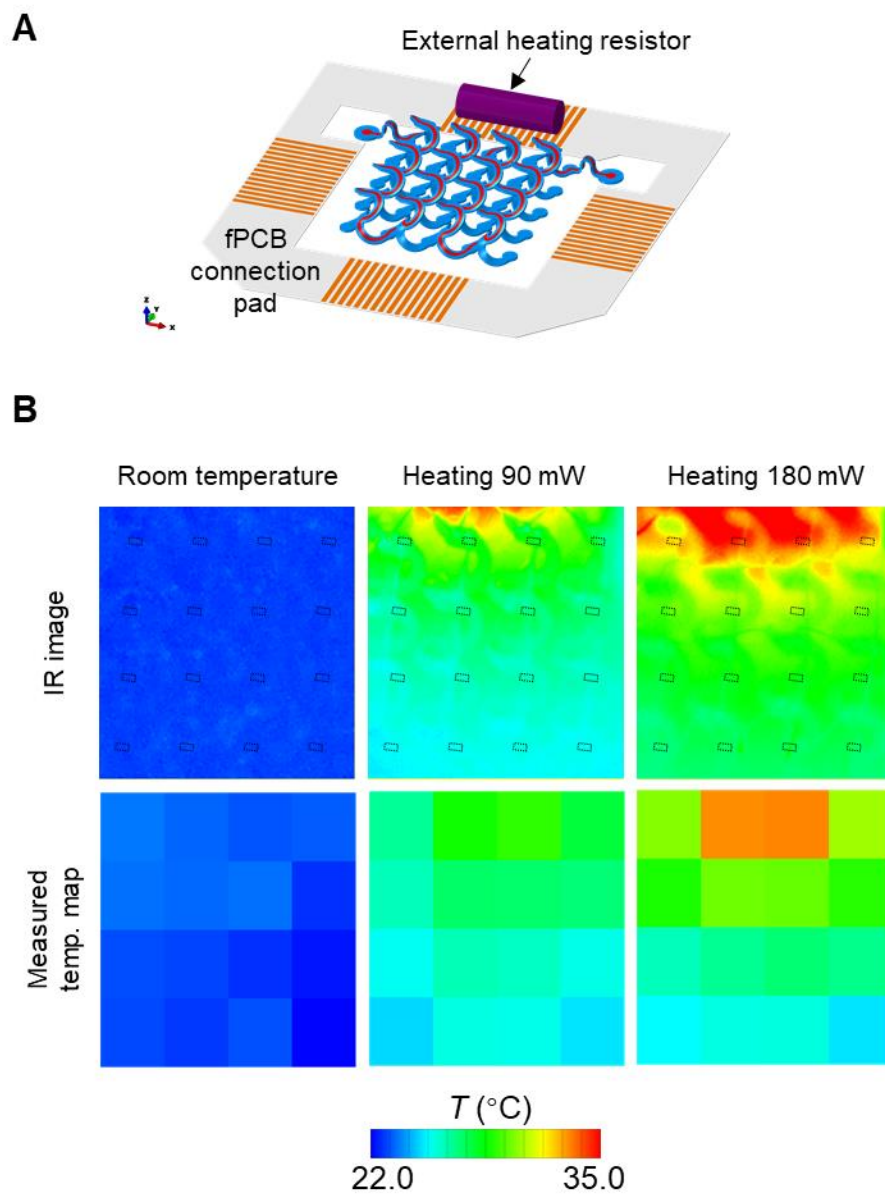 A
External heating resistor
fPCB
connection
pad
z
Y
x
B
Room temperature
Heating 90 mW
Heating 180 mW
IR image
Measured
temp. map
T (°C)
22.0
35.0